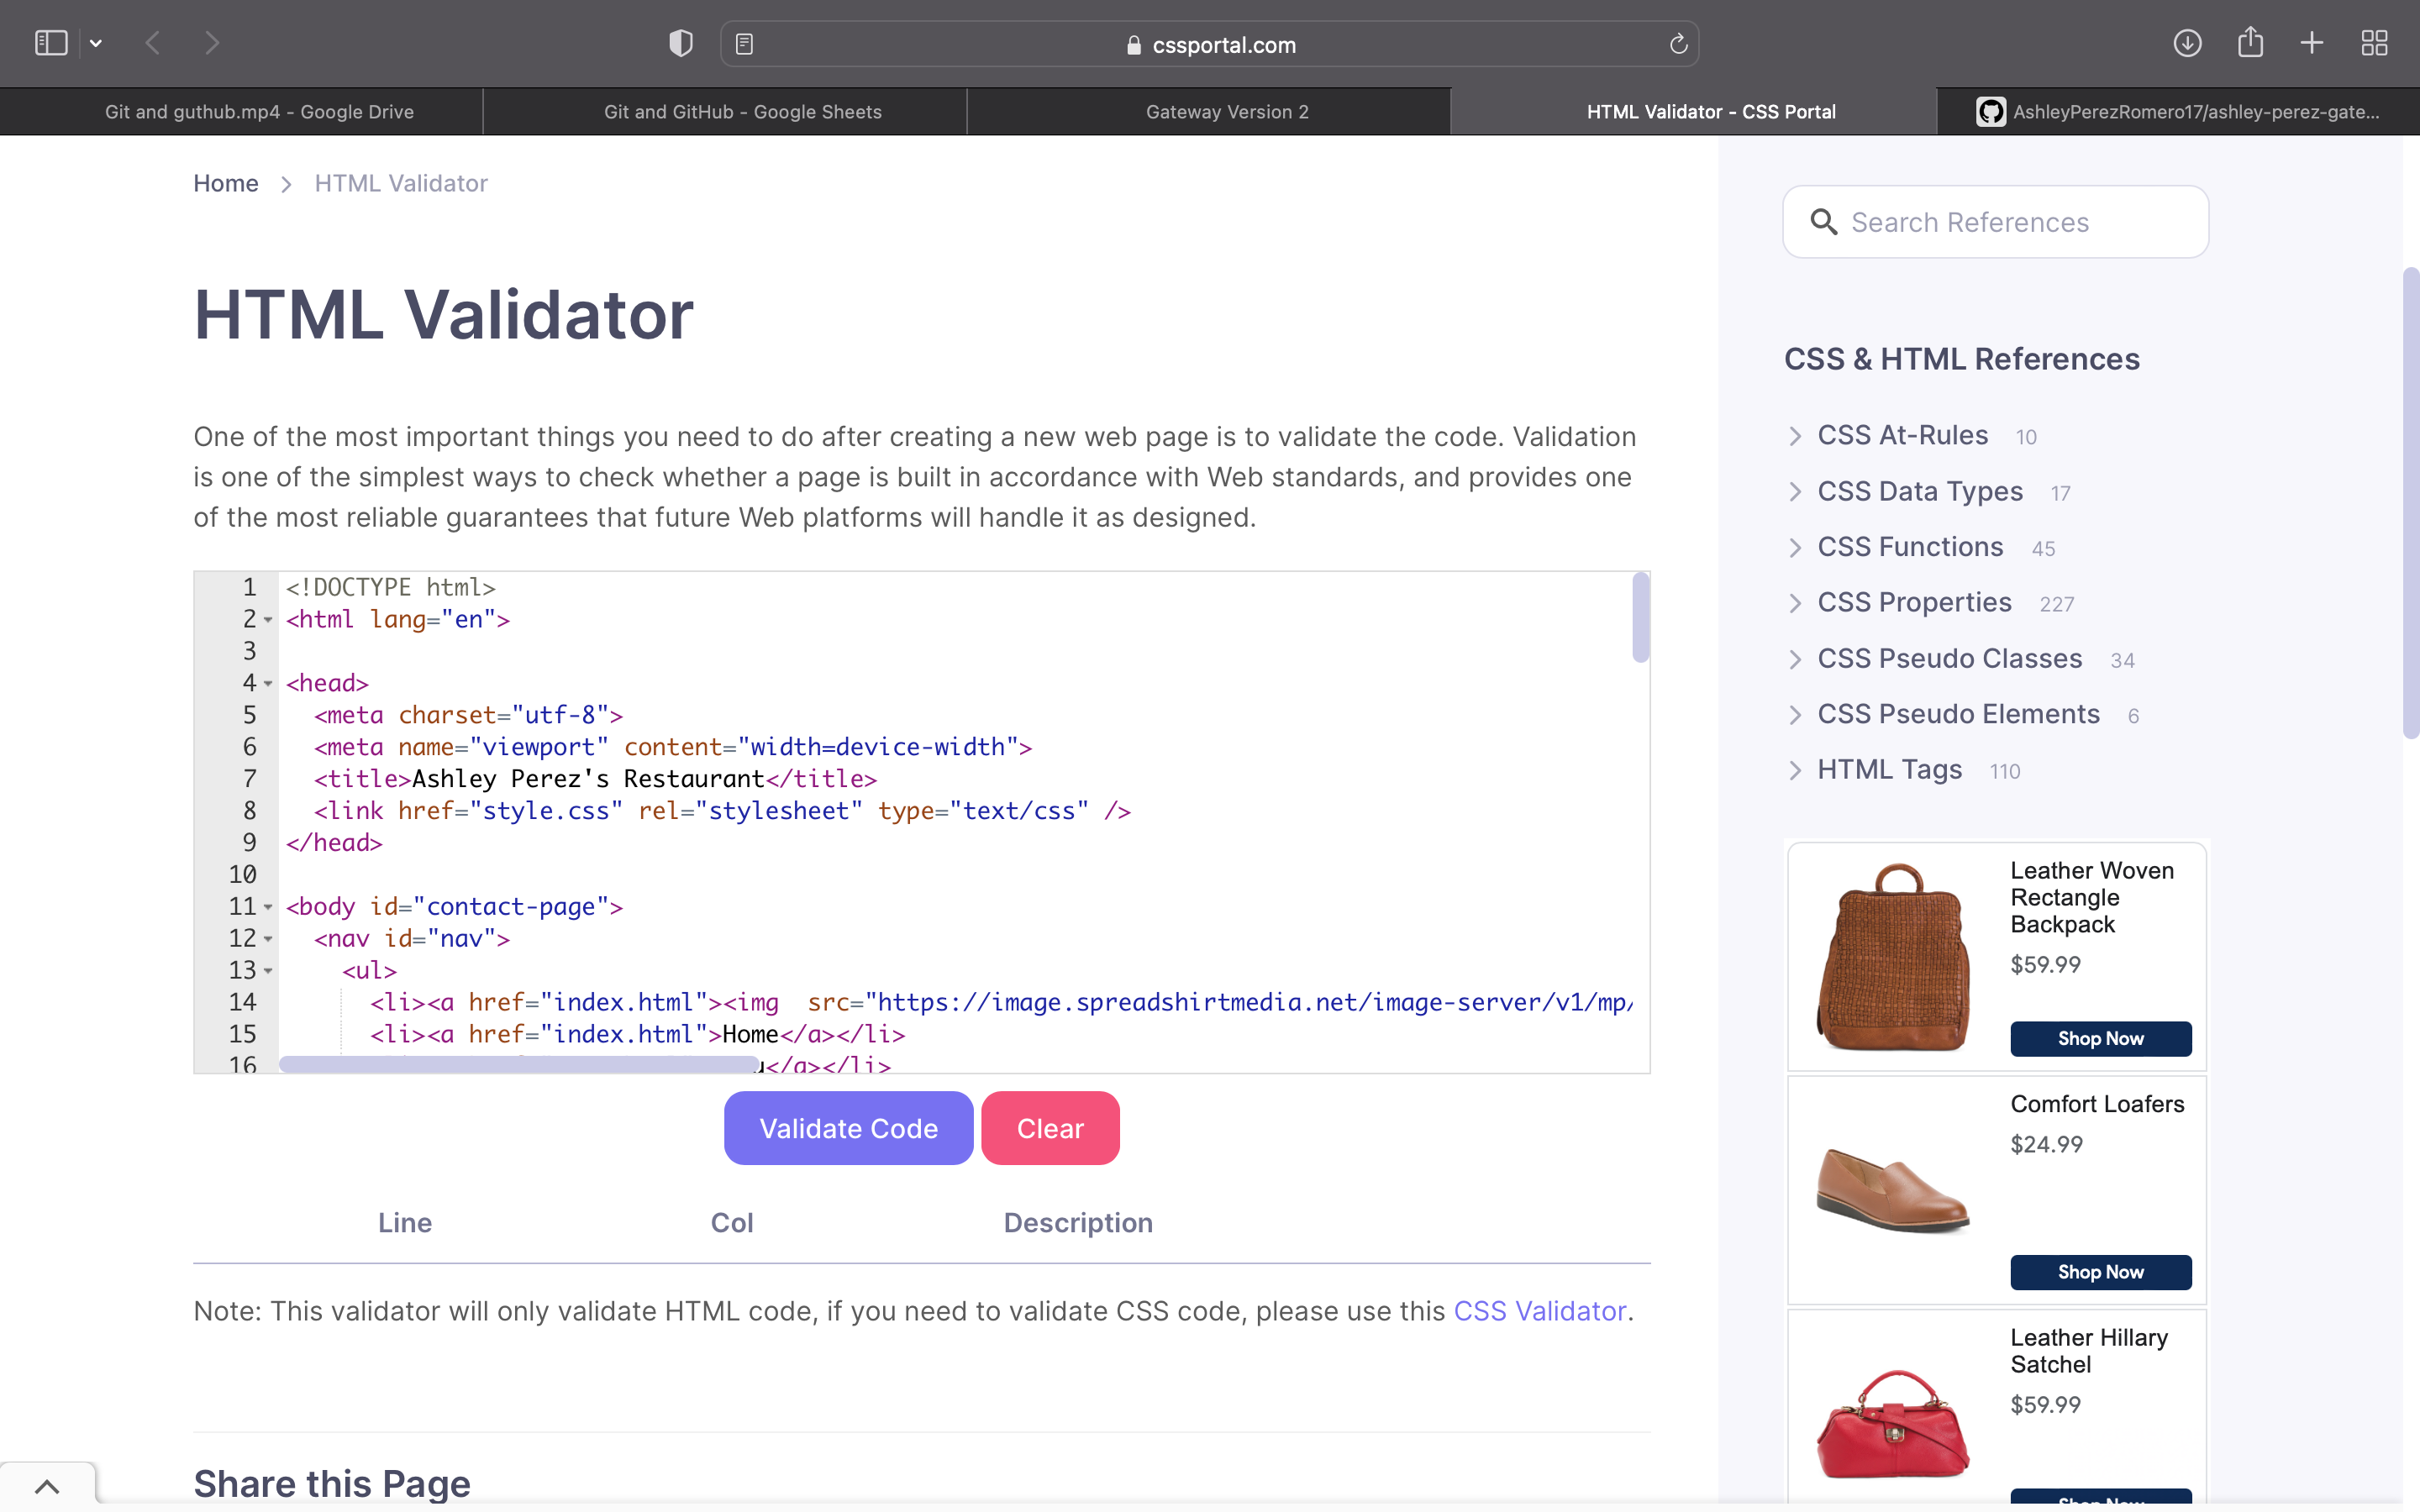 cssportal.com
Git and guthub.mp4 - Google Drive
Git and GitHub - Google Sheets
Gateway Version 2
HTML Validator - CSS Portal
AshleyPerezRomero17/ashley-perez-gate...
Home > HTML Validator
HTML Validator
One of the most important things you need to do after creating a new web page is to validate the code. Validation
is one of the simplest ways to check whether a page is built in accordance with Web standards, and provides one
of the most reliable guarantees that future Web platforms will handle it as designed.
1 <!DOCTYPE html>
2 <html lang="en">
3
4 <head>
5 <meta charset="utf-8">
6 <meta name="viewport" content="width=device-width">
7 <title>Ashley Perez's Restaurant</title>
8 <link href="style.css" rel="stylesheet" type="text/css" />
9 </head>
10
11 <body id="contact-page">
12 <nav id="nav">
13 <ul>
14 <li><a href="index.html"><img  src="https://image.spreadshirtmedia.net/image-server/v1/mp/
15 <li><a href="index.html">Home</a></li>
16 </a></li>
Validate Code
Clear
Line Col Description
Note: This validator will only validate HTML code, if you need to validate CSS code, please use this CSS Validator.
Share this Page
Search References
CSS & HTML References
CSS At-Rules 10
CSS Data Types 17
CSS Functions 45
CSS Properties 227
CSS Pseudo Classes 34
CSS Pseudo Elements 6
HTML Tags 110
Leather Woven
Rectangle
Backpack
$59.99
Shop Now
Comfort Loafers
$24.99
Shop Now
Leather Hillary
Satchel
$59.99
Shop Now